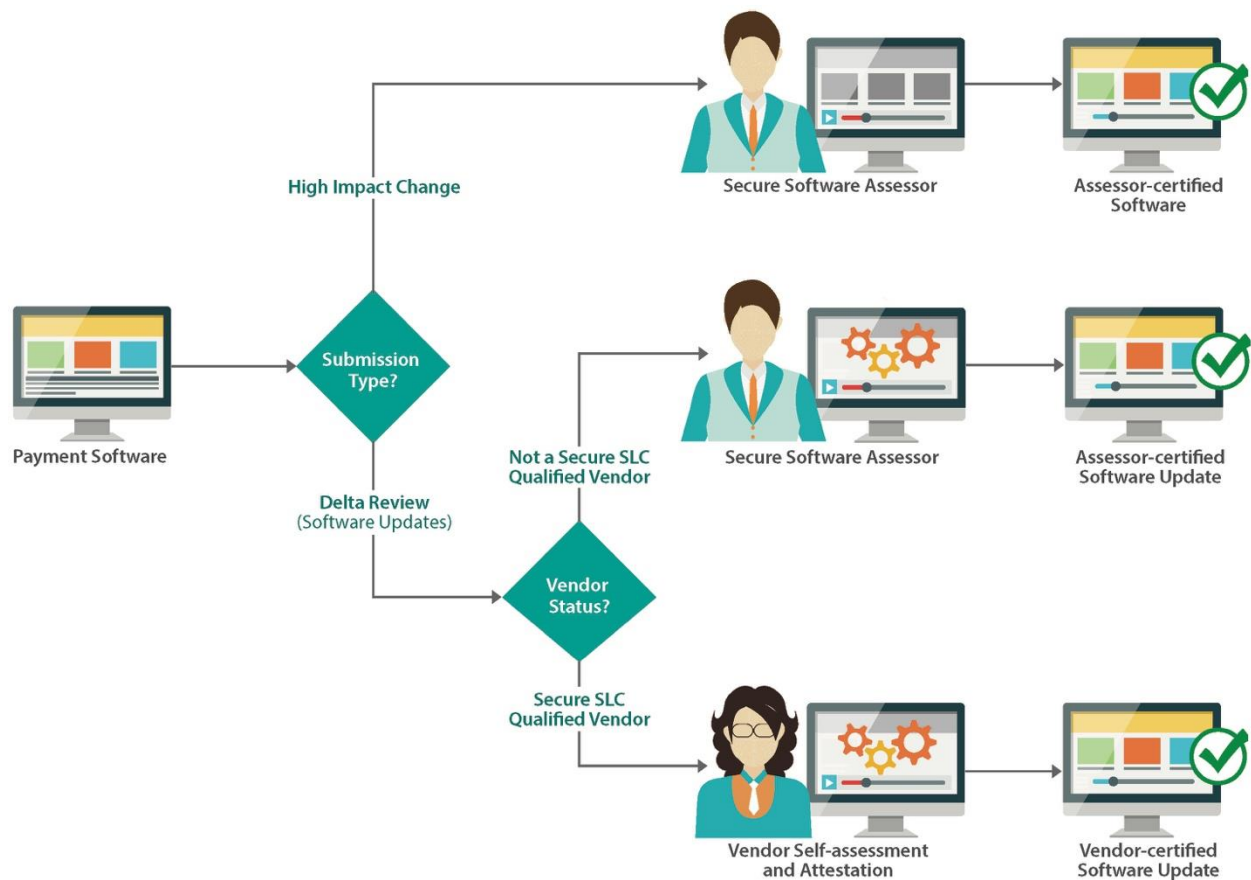 High Impact Change
Secure Software Assessor
Assessor-certified
Software
Payment Software
Submission
Type?
Not a Secure SLC
Qualified Vendor
Secure Software Assessor
Assessor-certified
Software Update
Delta Review
(Software Updates)
Vendor
Status?
Secure SLC
Qualified Vendor
Vendor Self-assessment
and Attestation
Vendor-certified
Software Update